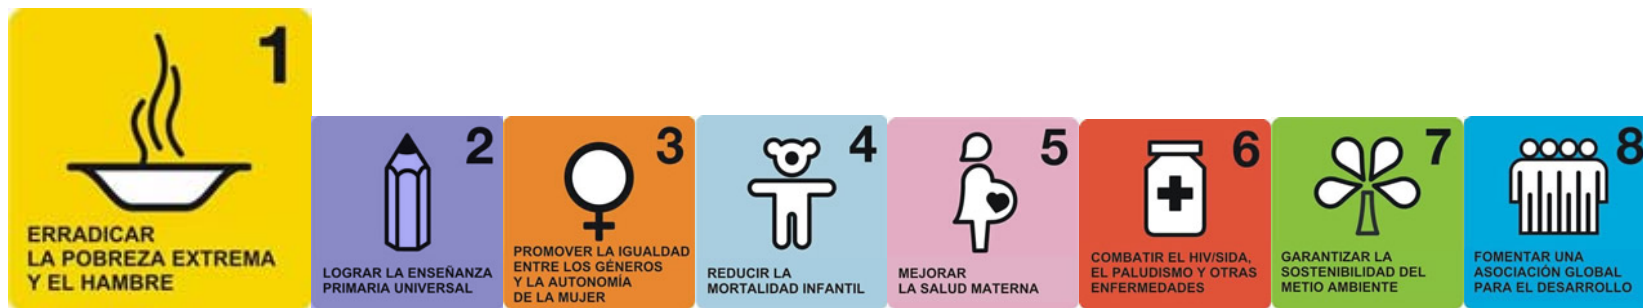 1
ERRADICAR
LA POBREZA EXTREMA
Y EL HAMBRE
2
LOGRAR LA ENSEÑANZA
PRIMARIA UNIVERSAL
3
PROMOVER LA IGUALDAD
ENTRE LOS GÉNEROS
Y LA AUTONOMÍA
DE LA MUJER
4
REDUCIR LA
MORTALIDAD INFANTIL
5
MEJORAR
LA SALUD MATERNA
6
COMBATIR EL HIV/SIDA,
EL PALUDISMO Y OTRAS
ENFERMEDADES
7
GARANTIZAR LA
SOSTENIBILIDAD DEL
METIO AMBIENTE
8
FOMENTAR UNA
ASOCIACIÓN GLOBAL
PARA EL DESARROLLO